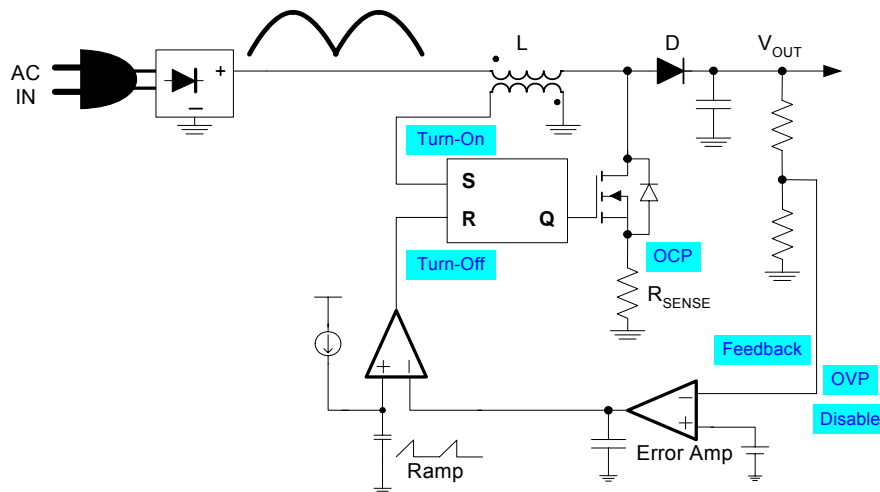 L
D
VOUT
AC
IN
+
−
Turn-On
S
R
Q
Turn-Off
OCP
RSENSE
Feedback
OVP
Disable
+
−
−
+
Ramp
Error Amp